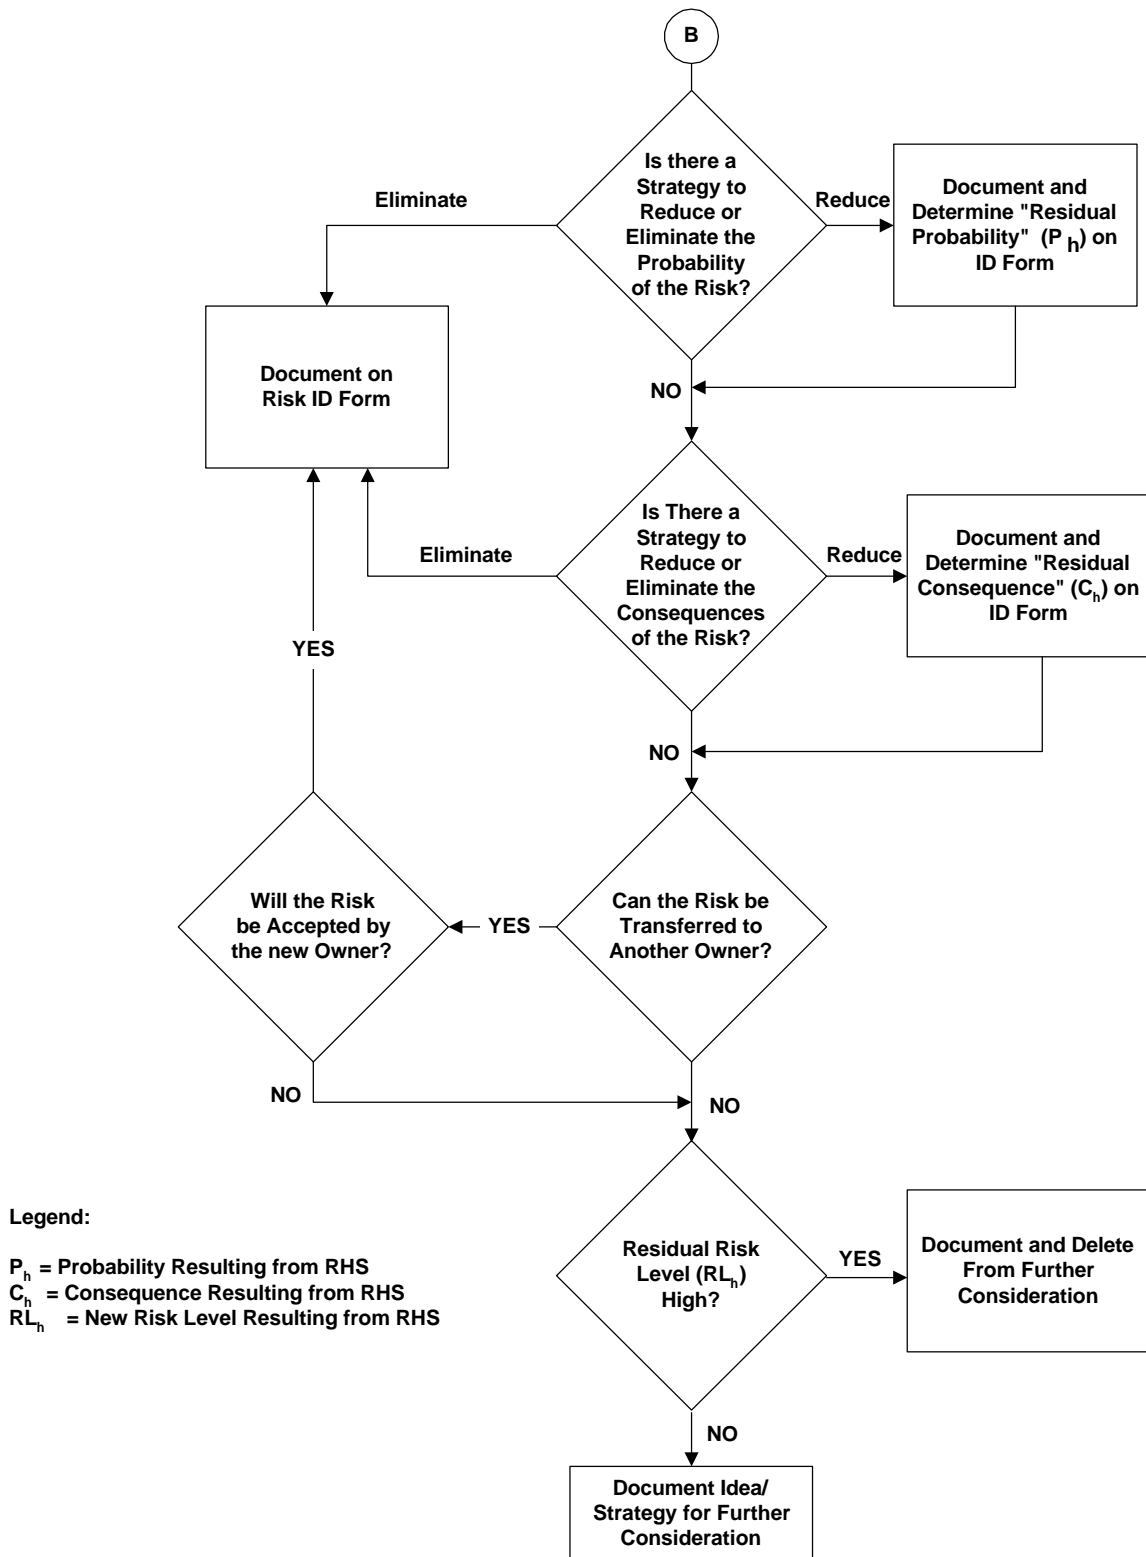 B
Is there a
Strategy to
Reduce or
Eliminate the
Probability
of the Risk?
Eliminate
Reduce
Document and
Determine "Residual
Probability" (P h) on
ID Form
Document on
Risk ID Form
NO
Is There a
Strategy to
Reduce or
Eliminate the
Consequences
of the Risk?
Eliminate
Reduce
Document and
Determine "Residual
Consequence" (Ch) on
ID Form
YES
NO
Will the Risk
be Accepted by
the new Owner?
YES
Can the Risk be
Transferred to
Another Owner?
NO
NO
Legend:
Ph = Probability Resulting from RHS
Ch = Consequence Resulting from RHS
RLh = New Risk Level Resulting from RHS
Residual Risk
Level (RLh)
High?
YES
Document and Delete
From Further
Consideration
NO
Document Idea/
Strategy for Further
Consideration